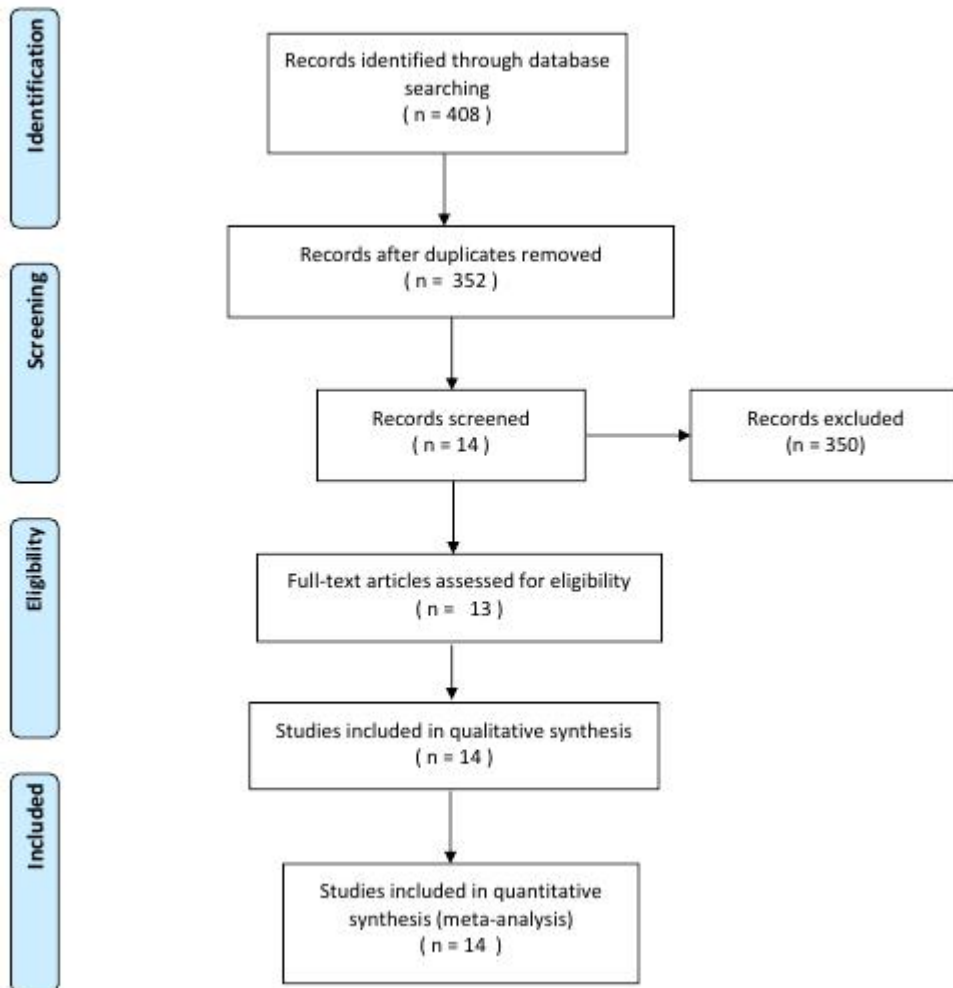 Identification
Records identified through database
searching
( n = 408 )
Records after duplicates removed
( n = 352 )
Screening
Records screened
( n = 14 )
Records excluded
(n = 350)
Eligibility
Full-text articles assessed for eligibility
( n = 13 )
Studies included in qualitative synthesis
( n = 14 )
Included
Studies included in quantitative
synthesis (meta-analysis)
( n = 14 )